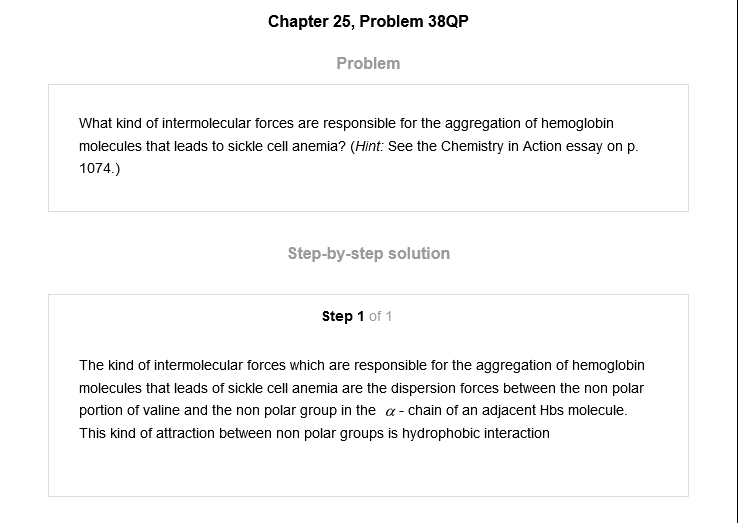 Chapter 25, Problem 38QP
Problem
What kind of intermolecular forces are responsible for the aggregation of hemoglobin
molecules that leads to sickle cell anemia? (Hint: See the Chemistry in Action essay on p.
1074.)
Step-by-step solution
Step 1 of 1
The kind of intermolecular forces which are responsible for the aggregation of hemoglobin
molecules that leads of sickle cell anemia are the dispersion forces between the non polar
portion of valine and the non polar group in the α - chain of an adjacent Hbs molecule.
This kind of attraction between non polar groups is hydrophobic interaction